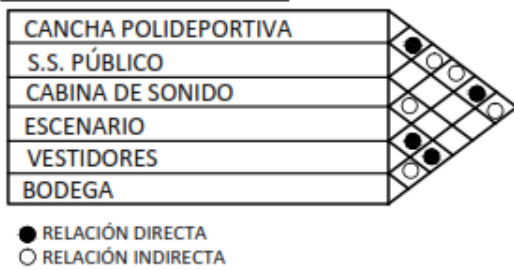 CANCHA POLIDEPORTIVA
S.S. PÚBLICO
CABINA DE SONIDO
ESCENARIO
VESTIDORES
BODEGA
RELACIÓN DIRECTA
RELACIÓN INDIRECTA